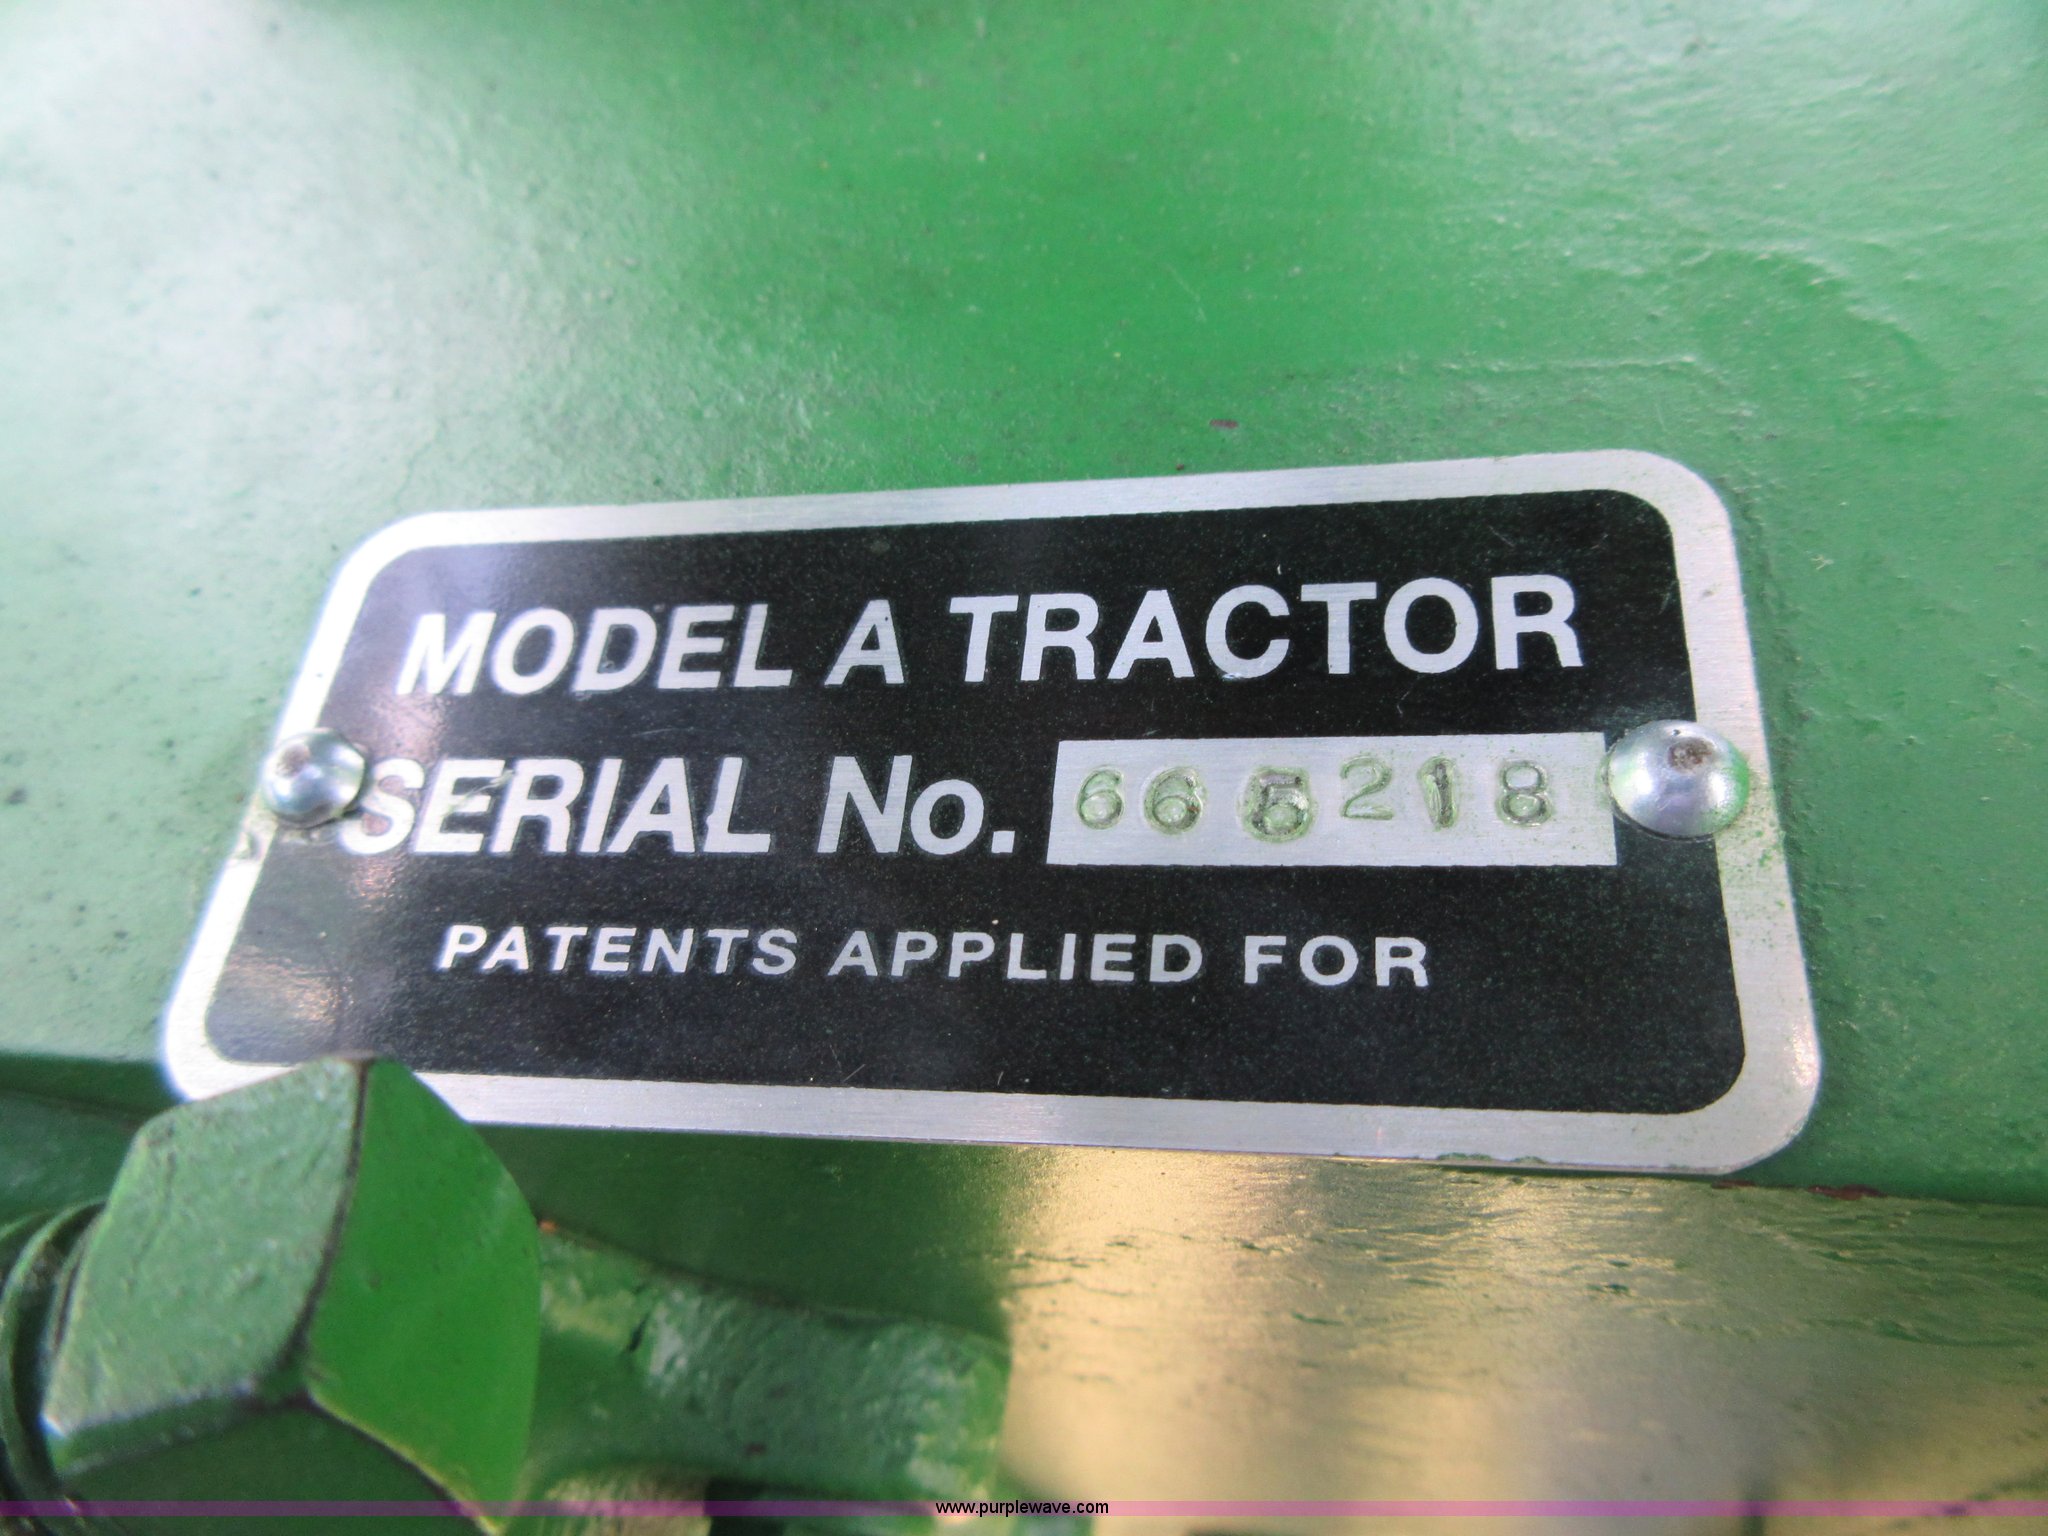 MODEL A TRACTOR
SERIAL No. 665218
PATENTS APPLIED FOR
www.purplewave.com